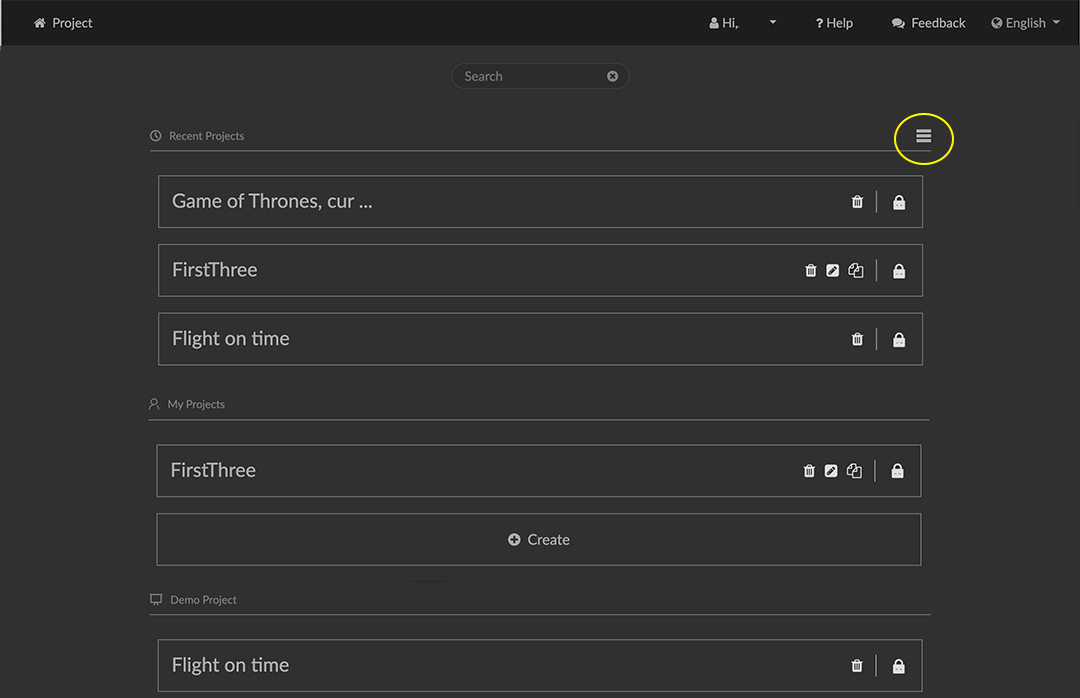 Project
Hi,
? Help
Feedback
English
Search
Recent Projects
Game of Thrones, cur ...
FirstThree
Flight on time
My Projects
FirstThree
Create
Demo Project
Flight on time